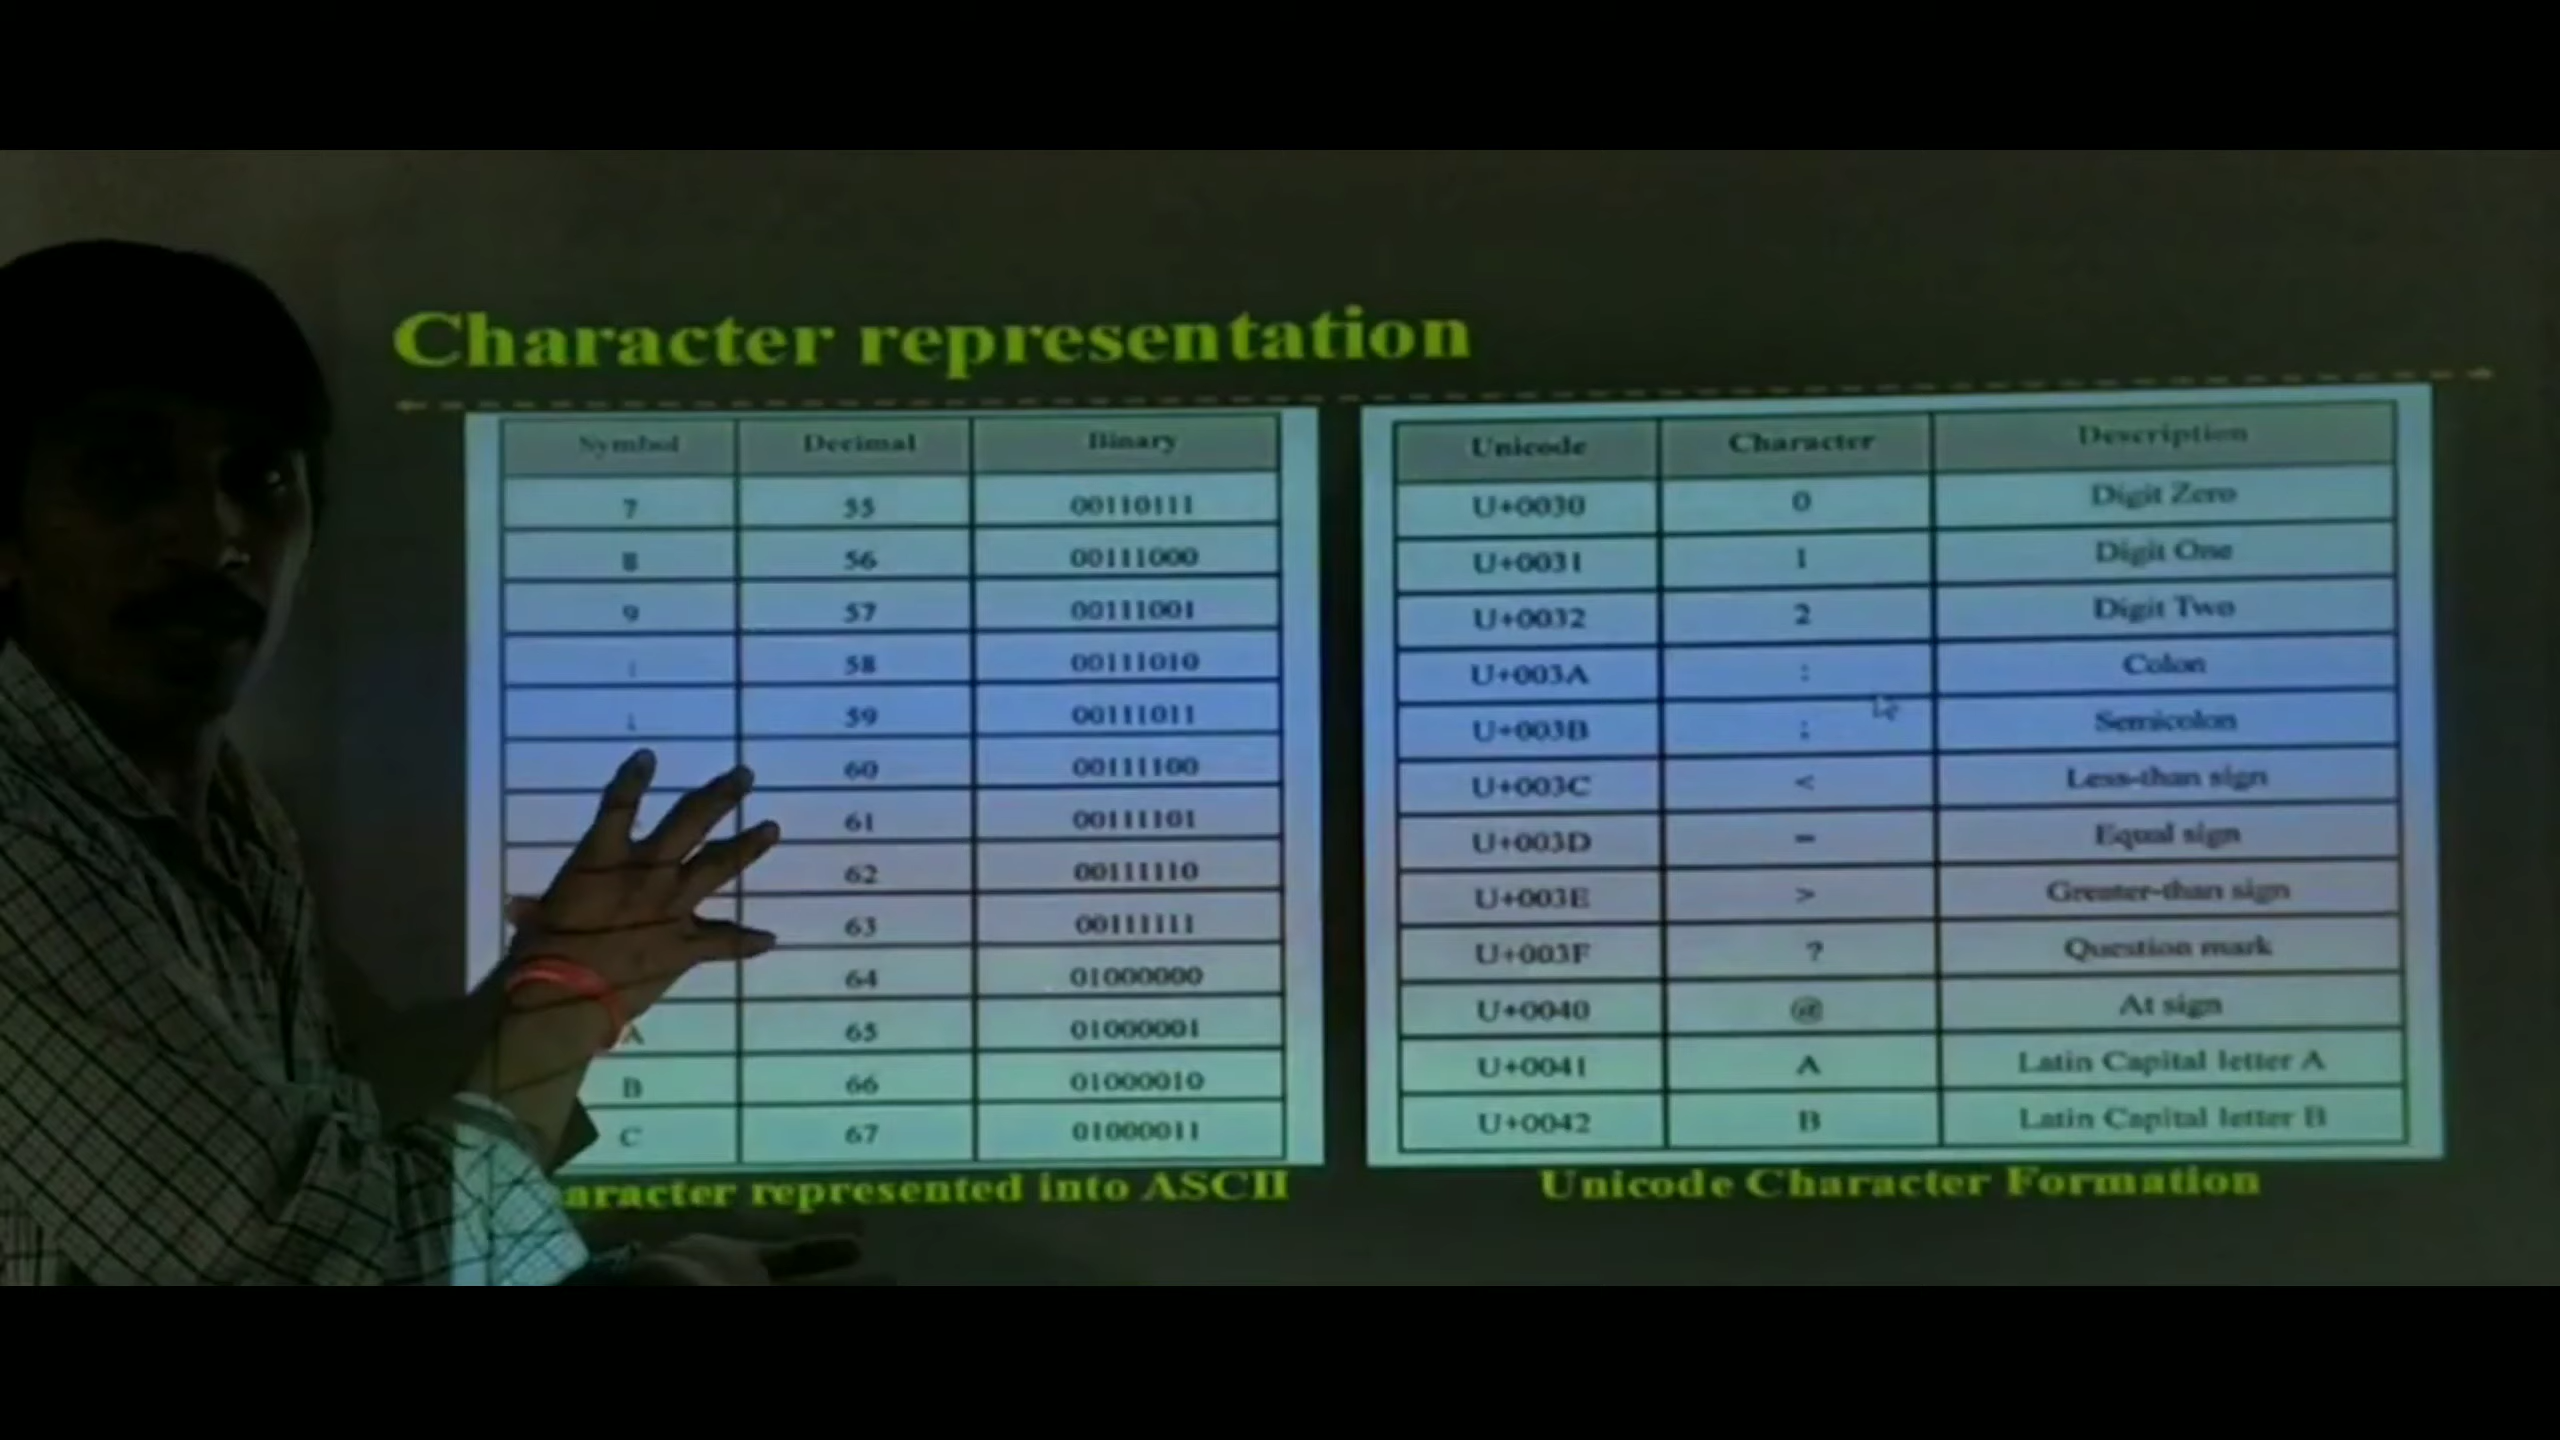 Character representation
Symbol Decimal Binary
7 55 00110111
8 56 00111000
9 57 00111001
: 58 00111010
; 59 00111011
60 00111100
61 00111101
62 00111110
63 00111111
64 01000000
A 65 01000001
B 66 01000010
C 67 01000011
aracter represented into ASCII
Unicode Character Description
U+0030 0 Digit Zero
U+0031 1 Digit One
U+0032 2 Digit Two
U+003A : Colon
U+003B ; Semicolon
U+003C < Less-than sign
U+003D = Equal sign
U+003E > Greater-than sign
U+003F ? Question mark
U+0040 @ At sign
U+0041 A Latin Capital letter A
U+0042 B Latin Capital letter B
Unicode Character Formation